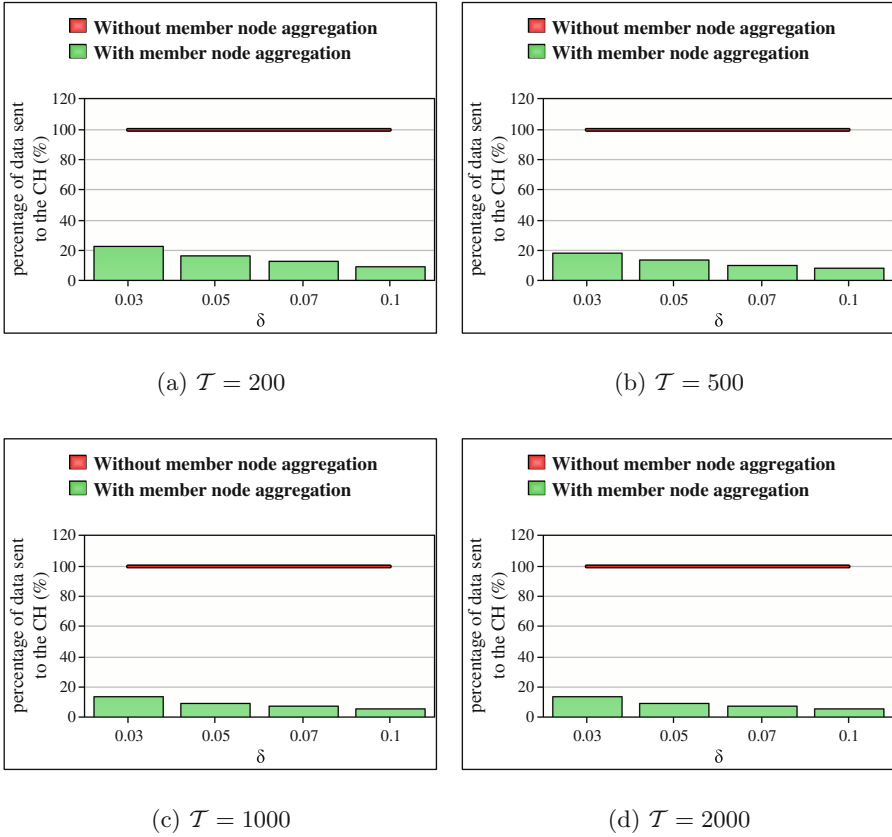 Without member node aggregation
With member node aggregation
percentage of data sent
to the CH (%)
120
100
80
60
40
20
0
0.03 0.05 0.07 0.1
δ
(a) 𝒯 = 200
Without member node aggregation
With member node aggregation
percentage of data sent
to the CH (%)
120
100
80
60
40
20
0
0.03 0.05 0.07 0.1
δ
(b) 𝒯 = 500
Without member node aggregation
With member node aggregation
percentage of data sent
to the CH (%)
120
100
80
60
40
20
0
0.03 0.05 0.07 0.1
δ
(c) 𝒯 = 1000
Without member node aggregation
With member node aggregation
percentage of data sent
to the CH (%)
120
100
80
60
40
20
0
0.03 0.05 0.07 0.1
δ
(d) 𝒯 = 2000